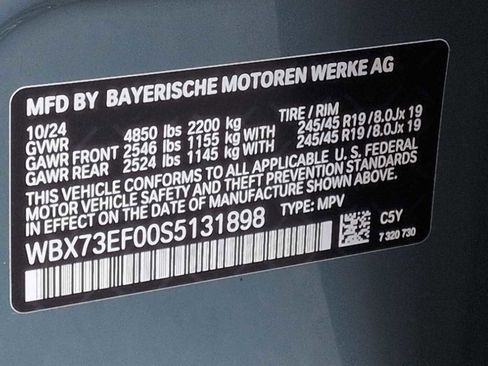 MFD BY BAYERISCHE MOTOREN WERKE AG
10/24 TIRE / RIM
GVWR 4850 lbs 2200 kg
GAWR FRONT 2546 lbs 1155 kg WITH 245/45 R19 / 8.0Jx 19
GAWR REAR 2524 lbs 1145 kg WITH 245/45 R19 / 8.0Jx 19
THIS VEHICLE CONFORMS TO ALL APPLICABLE U. S. FEDERAL
MOTOR VEHICLE SAFETY AND THEFT PREVENTION STANDARDS
IN EFFECT ON THE DATE OF MANUFACTURE SHOWN ABOVE.
WBX73EF00S5131898 TYPE: MPV
C5Y
7 320 730